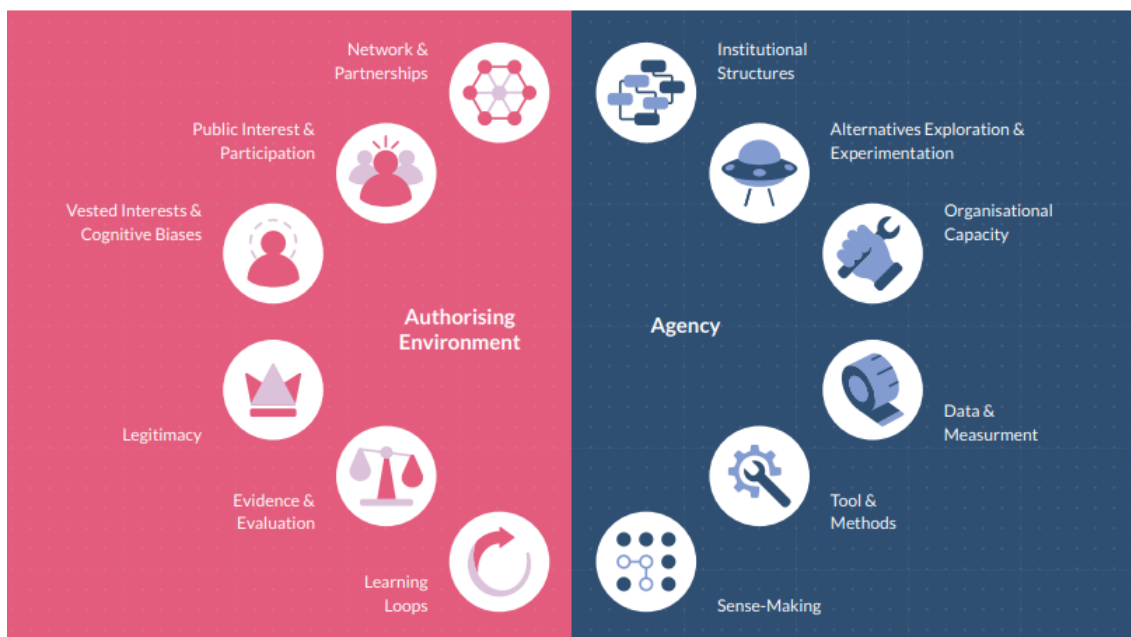 Network &
Partnerships
Public Interest &
Participation
Vested Interests &
Cognitive Biases
Authorising
Environment
Legitimacy
Evidence &
Evaluation
Learning
Loops
Institutional
Structures
Alternatives Exploration &
Experimentation
Organisational
Capacity
Agency
Data &
Measurment
Tool &
Methods
Sense-Making